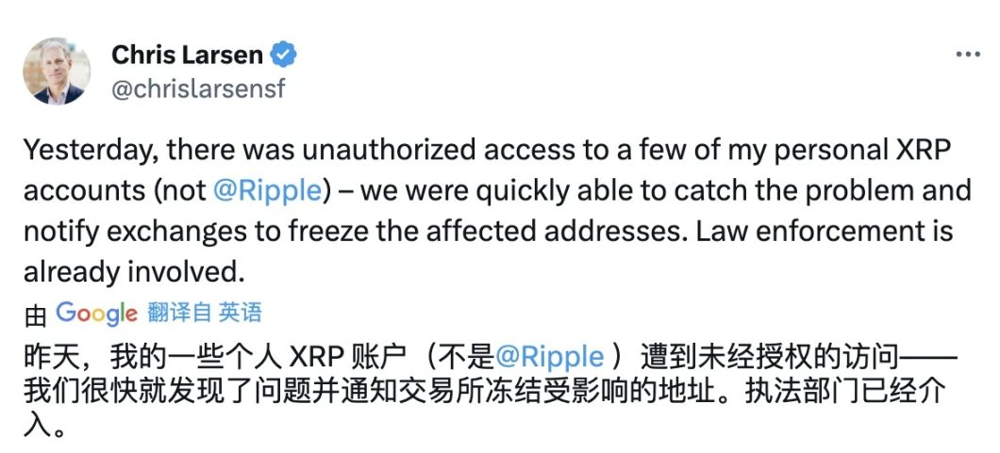 Chris Larsen
@chrislarsensf
Yesterday, there was unauthorized access to a few of my personal XRP
accounts (not @Ripple) – we were quickly able to catch the problem and
notify exchanges to freeze the affected addresses. Law enforcement is
already involved.
由 Google 翻译自 英语
昨天，我的一些个人 XRP 账户（不是@Ripple ）遭到未经授权的访问——
我们很快就发现了问题并通知交易所冻结受影响的地址。执法部门已经介
入。